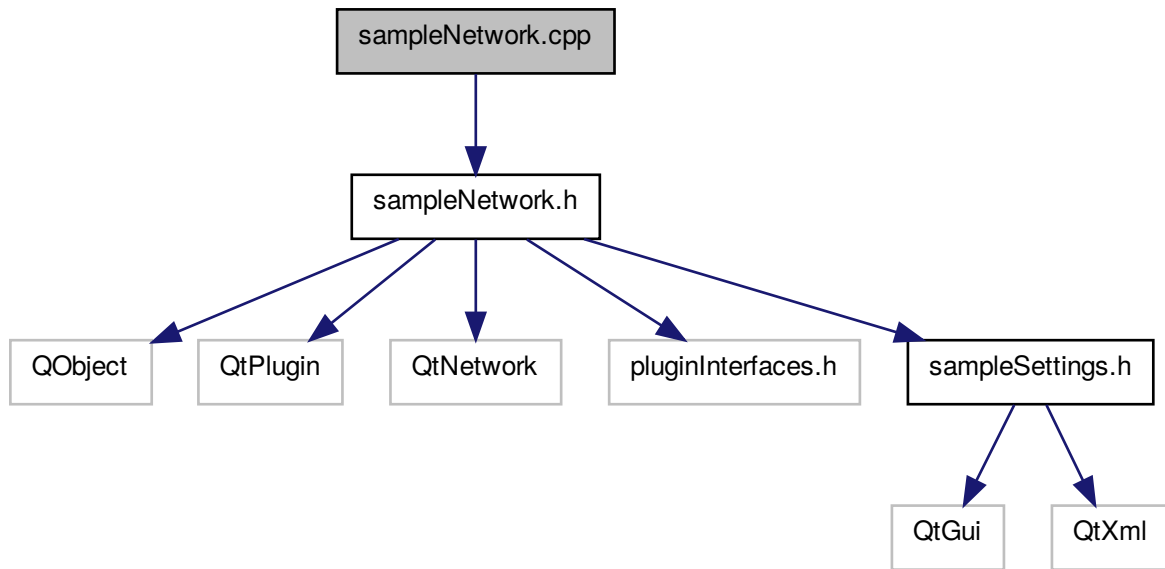 sampleNetwork.cpp
sampleNetwork.h
QObject
QtPlugin
QtNetwork
pluginInterfaces.h
sampleSettings.h
QtGui
QtXml